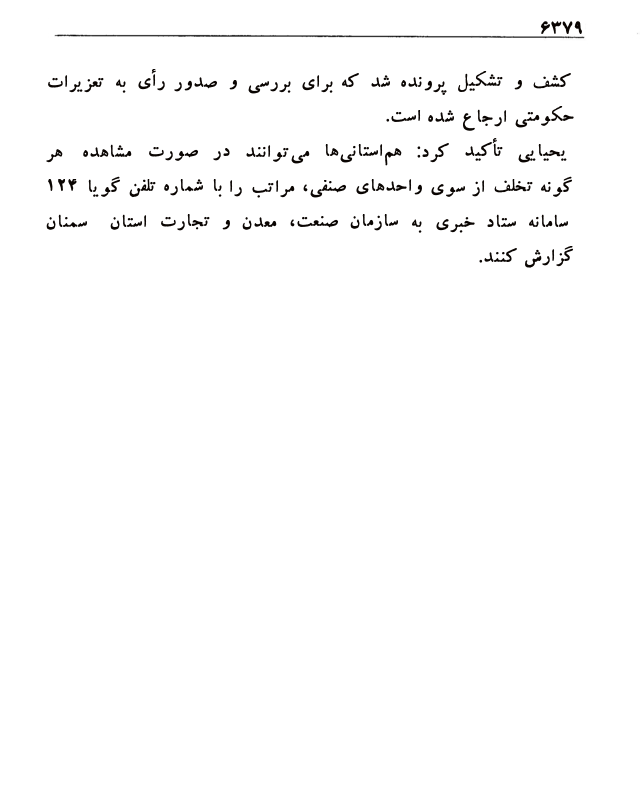 ۶۳۷۹
کشف و تشکیل پرونده شد که برای بررسی و صدور رأی به تعزیرات
حکومتی ارجاع شده است.
یحیایی تأکید کرد: هم‌استانی‌ها می‌توانند در صورت مشاهده هر
گونه تخلف از سوی واحدهای صنفی، مراتب را با شماره تلفن گویا ۱۲۴
سامانه ستاد خبری به سازمان صنعت، معدن و تجارت استان سمنان
گزارش کنند.